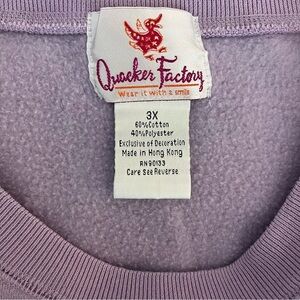 Quacker Factory
Wear it with a smile
3X
60%Cotton
40%Polyester
Exclusive of Decoration
Made in Hong Kong
RN90133
Care See Reverse